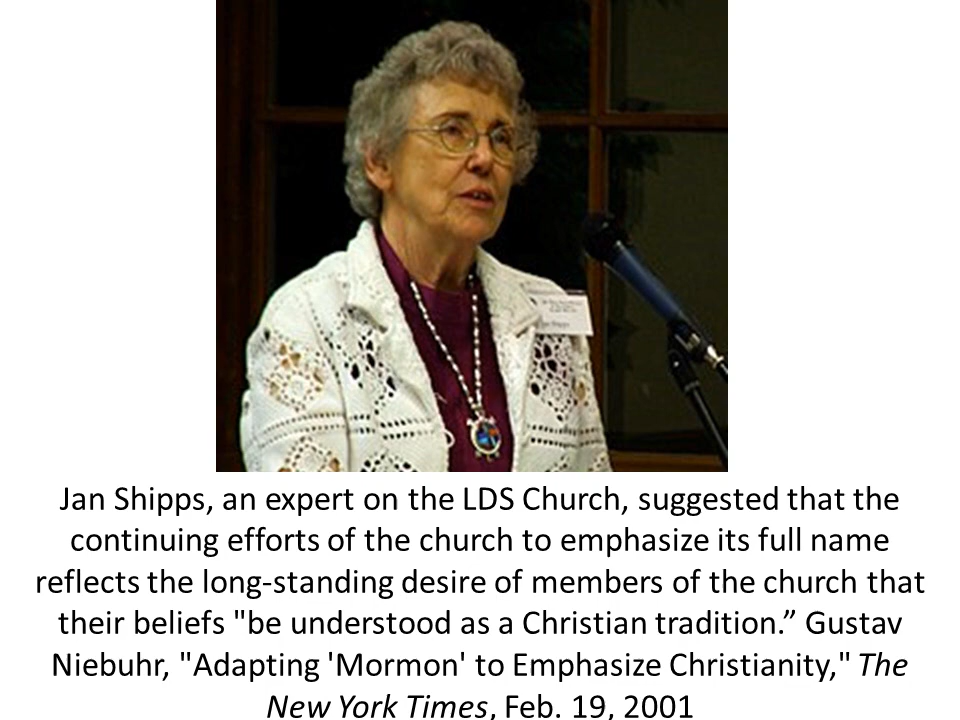 Jan Shipps, an expert on the LDS Church, suggested that the
continuing efforts of the church to emphasize its full name
reflects the long-standing desire of members of the church that
their beliefs "be understood as a Christian tradition.” Gustav
Niebuhr, "Adapting 'Mormon' to Emphasize Christianity," The
New York Times, Feb. 19, 2001